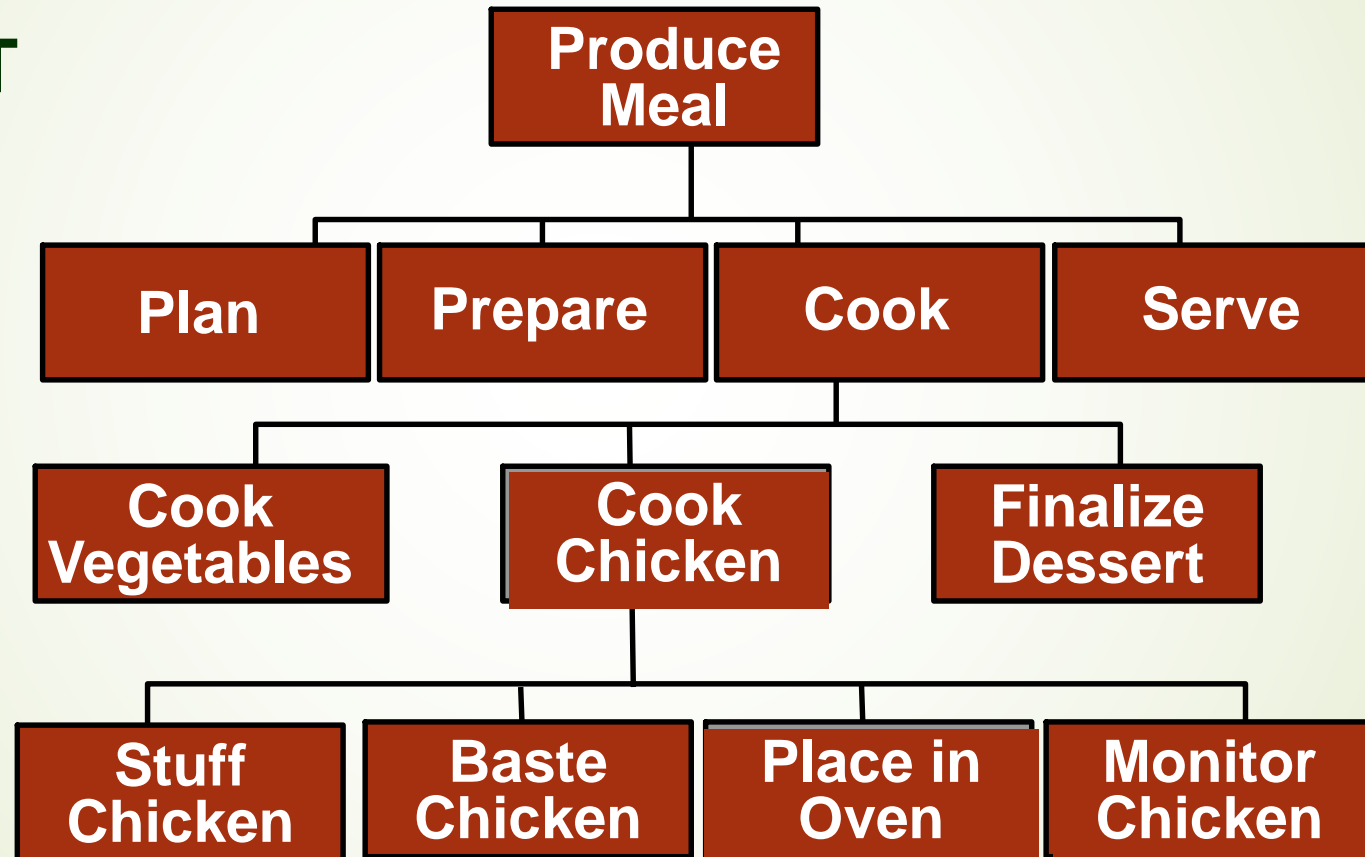 T
Produce
Meal
Plan
Prepare
Cook
Serve
Cook
Vegetables
Cook
Chicken
Finalize
Dessert
Stuff
Chicken
Baste
Chicken
Place in
Oven
Monitor
Chicken